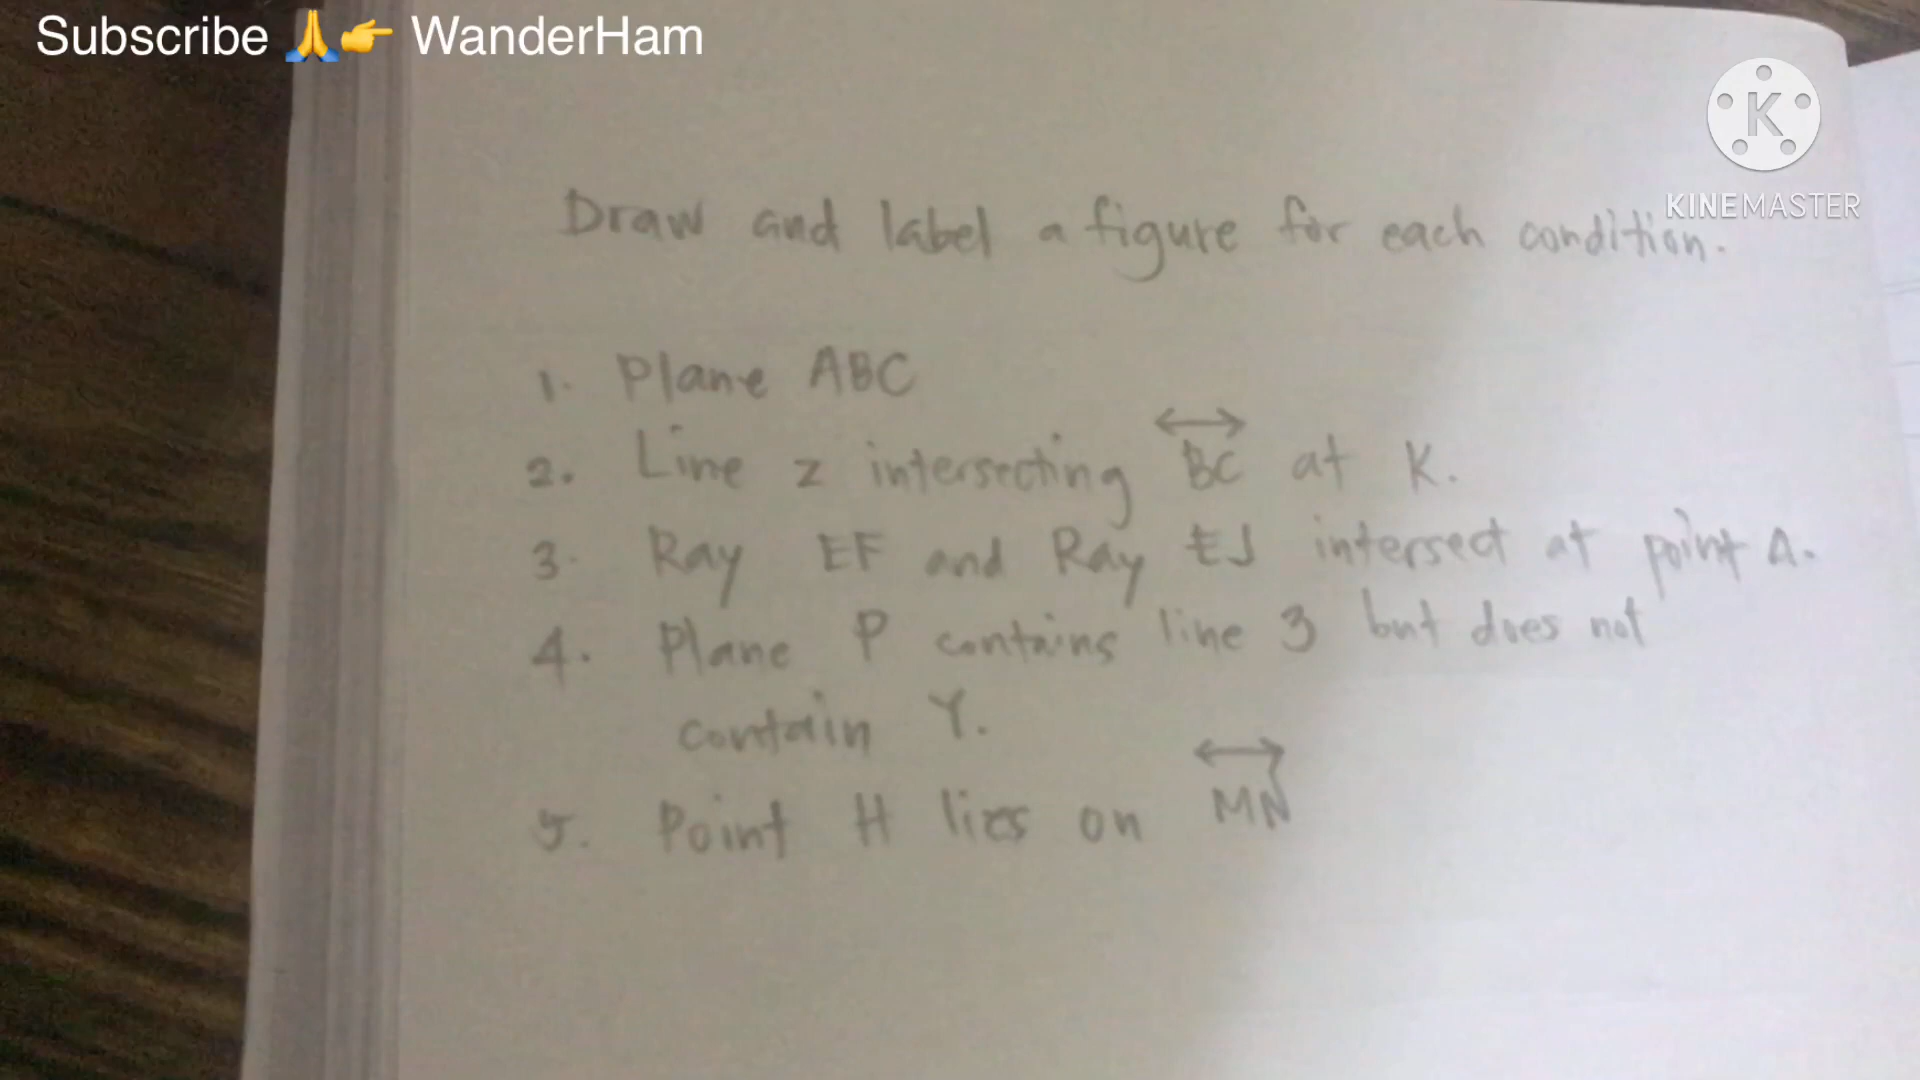 Subscribe 🙏👉 WanderHam
K
KINEMASTER
Draw and label a figure for each condition.
1. Plane ABC
2. Line z intersecting BC at K.
3. Ray EF and Ray EJ intersect at point A.
4. Plane P contains line 3 but does not
contain Y.
5. Point H lies on MN